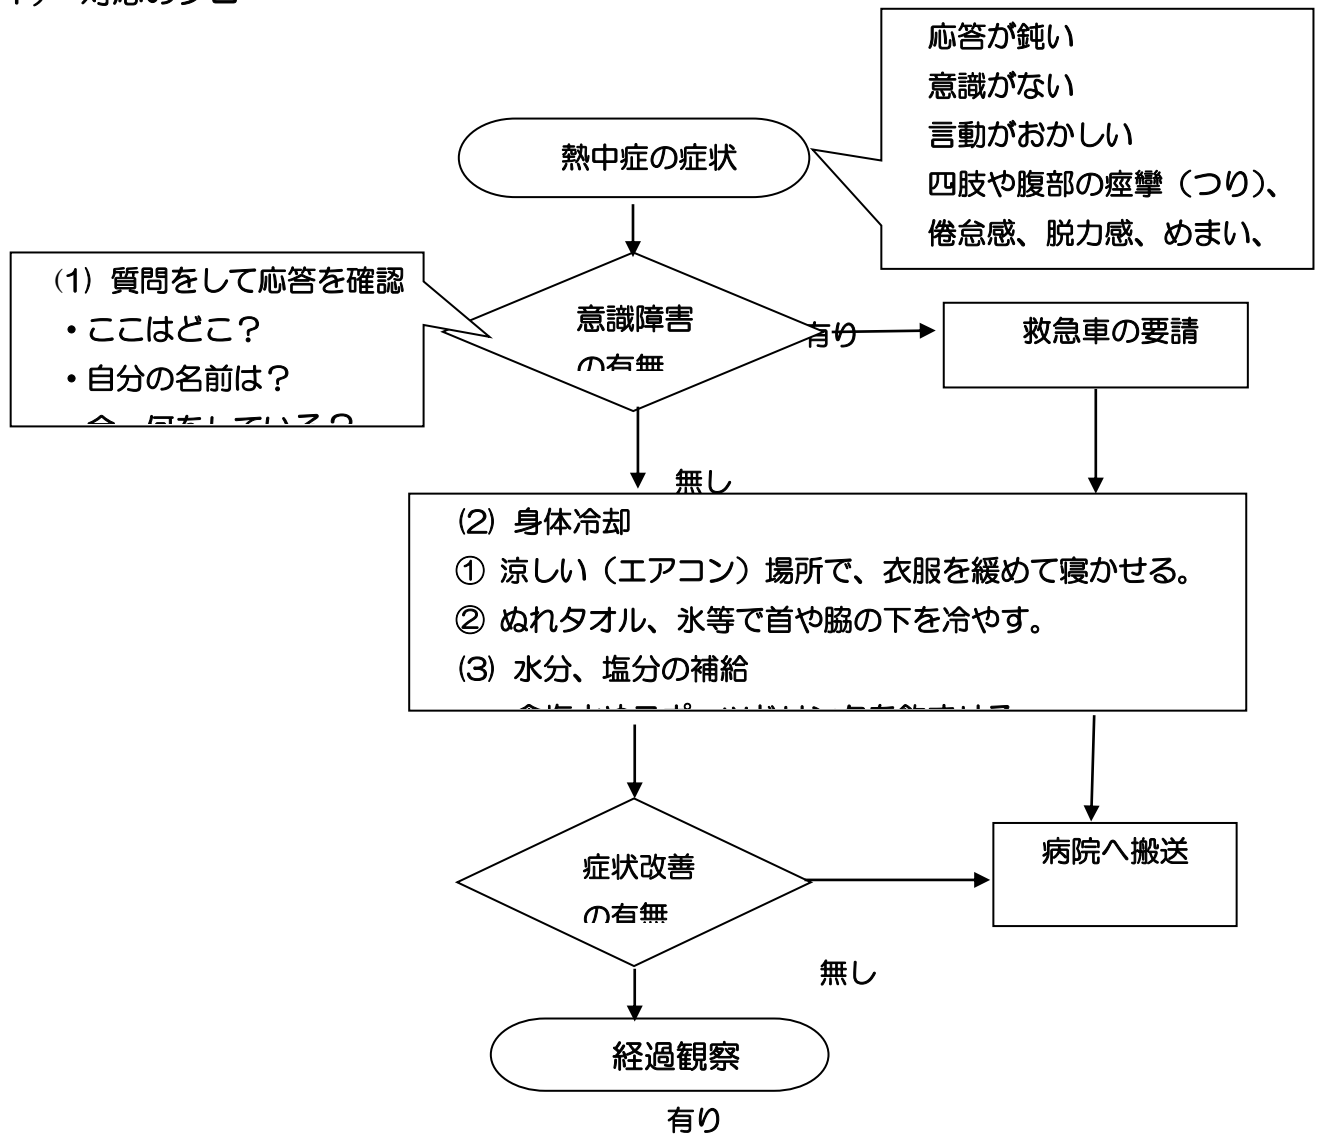 応答が鈍い
意識がない
言動がおかしい
四肢や腹部の痙攣（つり）、
倦怠感、脱力感、めまい、
熱中症の症状
(1) 質問をして応答を確認
・ここはどこ？
・自分の名前は？
意識障害
の有無
有り
救急車の要請
無し
(2) 身体冷却
① 涼しい（エアコン）場所で、衣服を緩めて寝かせる。
② ぬれタオル、氷等で首や脇の下を冷やす。
(3) 水分、塩分の補給
症状改善
の有無
病院へ搬送
無し
経過観察
有り